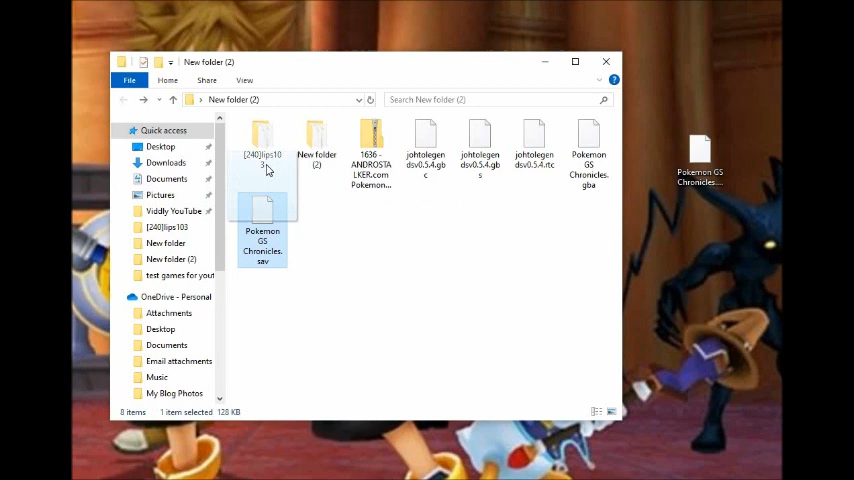 New folder (2)
File
Home
Share
View
New folder (2)
Search New folder (2)
Quick access
Desktop
Downloads
Documents
Pictures
Viddly YouTube
[240]lips103
New folder
New folder (2)
test games for yout
OneDrive - Personal
Attachments
Desktop
Documents
Email attachments
Music
My Blog Photos
[240]lips10
3
New folder
(2)
1636 -
ANDROSTA
LKER.com
Pokemon...
johtolegen
dsv0.5.4.gb
c
johtolegen
dsv0.5.4.gb
s
johtolegen
dsv0.5.4.rtc
Pokemon
GS
Chronicles.
gba
Pokemon
GS
Chronicles.
sav
8 items
1 item selected
128 KB
Pokemon GS
Chronicles....